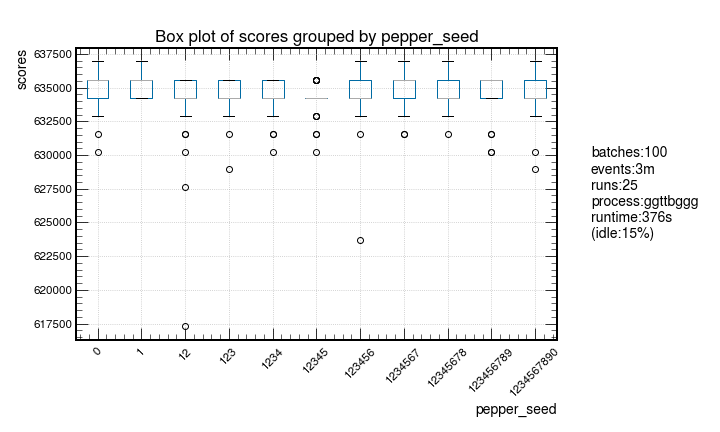 Box plot of scores grouped by pepper_seed
scores
637500
635000
632500
630000
627500
625000
622500
620000
617500
0
1
12
123
1234
12345
123456
1234567
12345678
123456789
1234567890
pepper_seed
batches:100
events:3m
runs:25
process:ggttbggg
runtime:376s
(idle:15%)